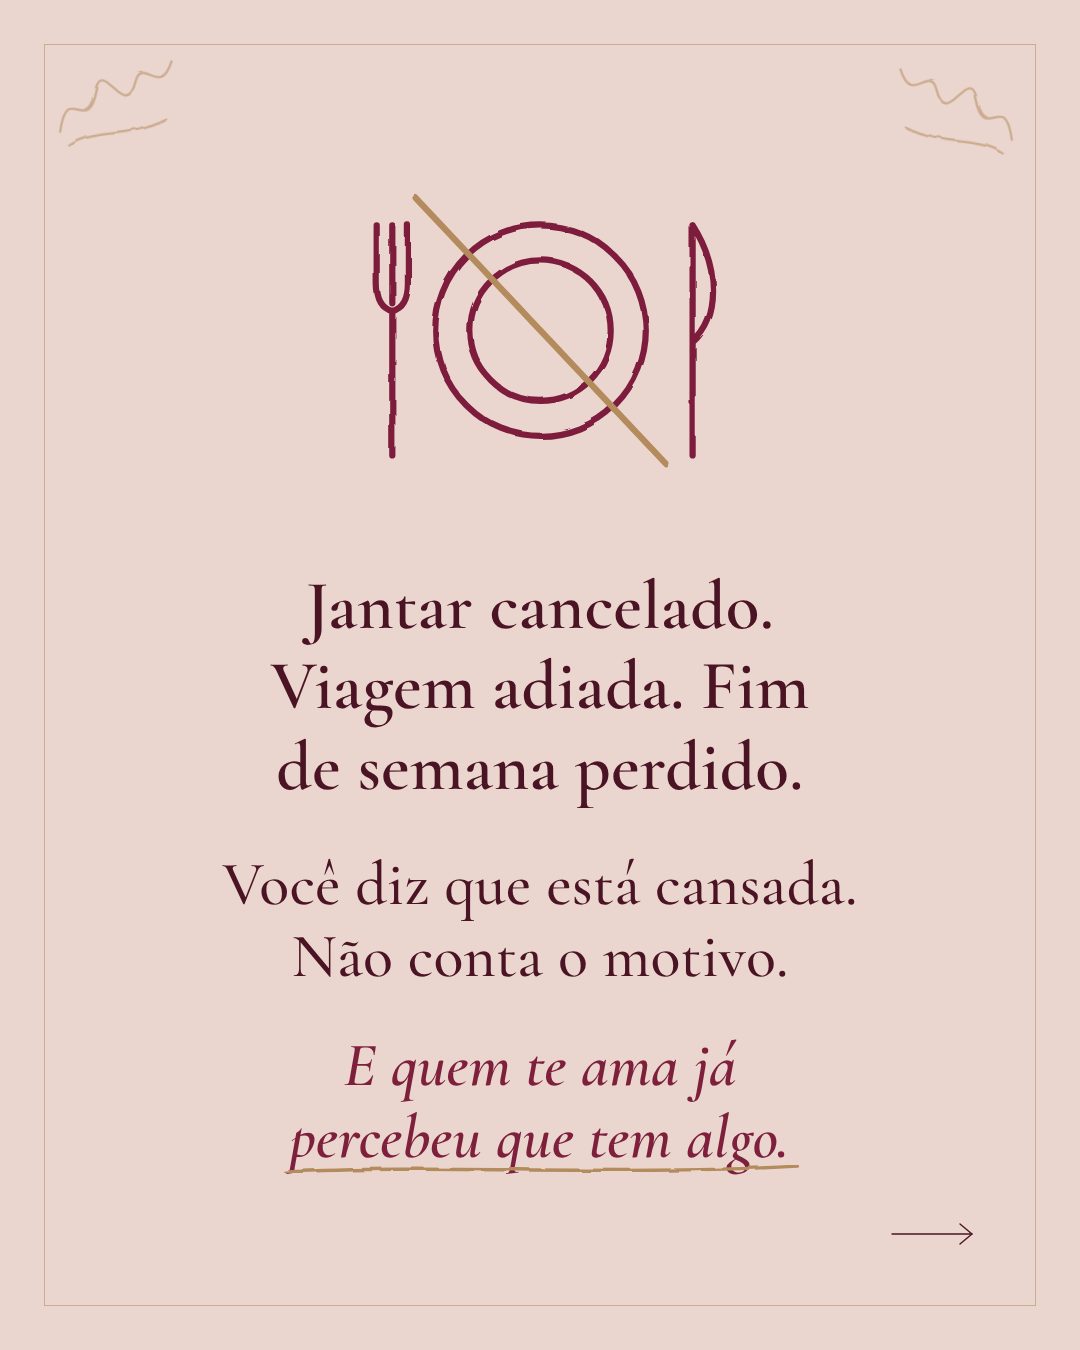 Jantar cancelado.
Viagem adiada. Fim
de semana perdido.
Você diz que está cansada.
Não conta o motivo.
E quem te ama já
percebeu que tem algo.